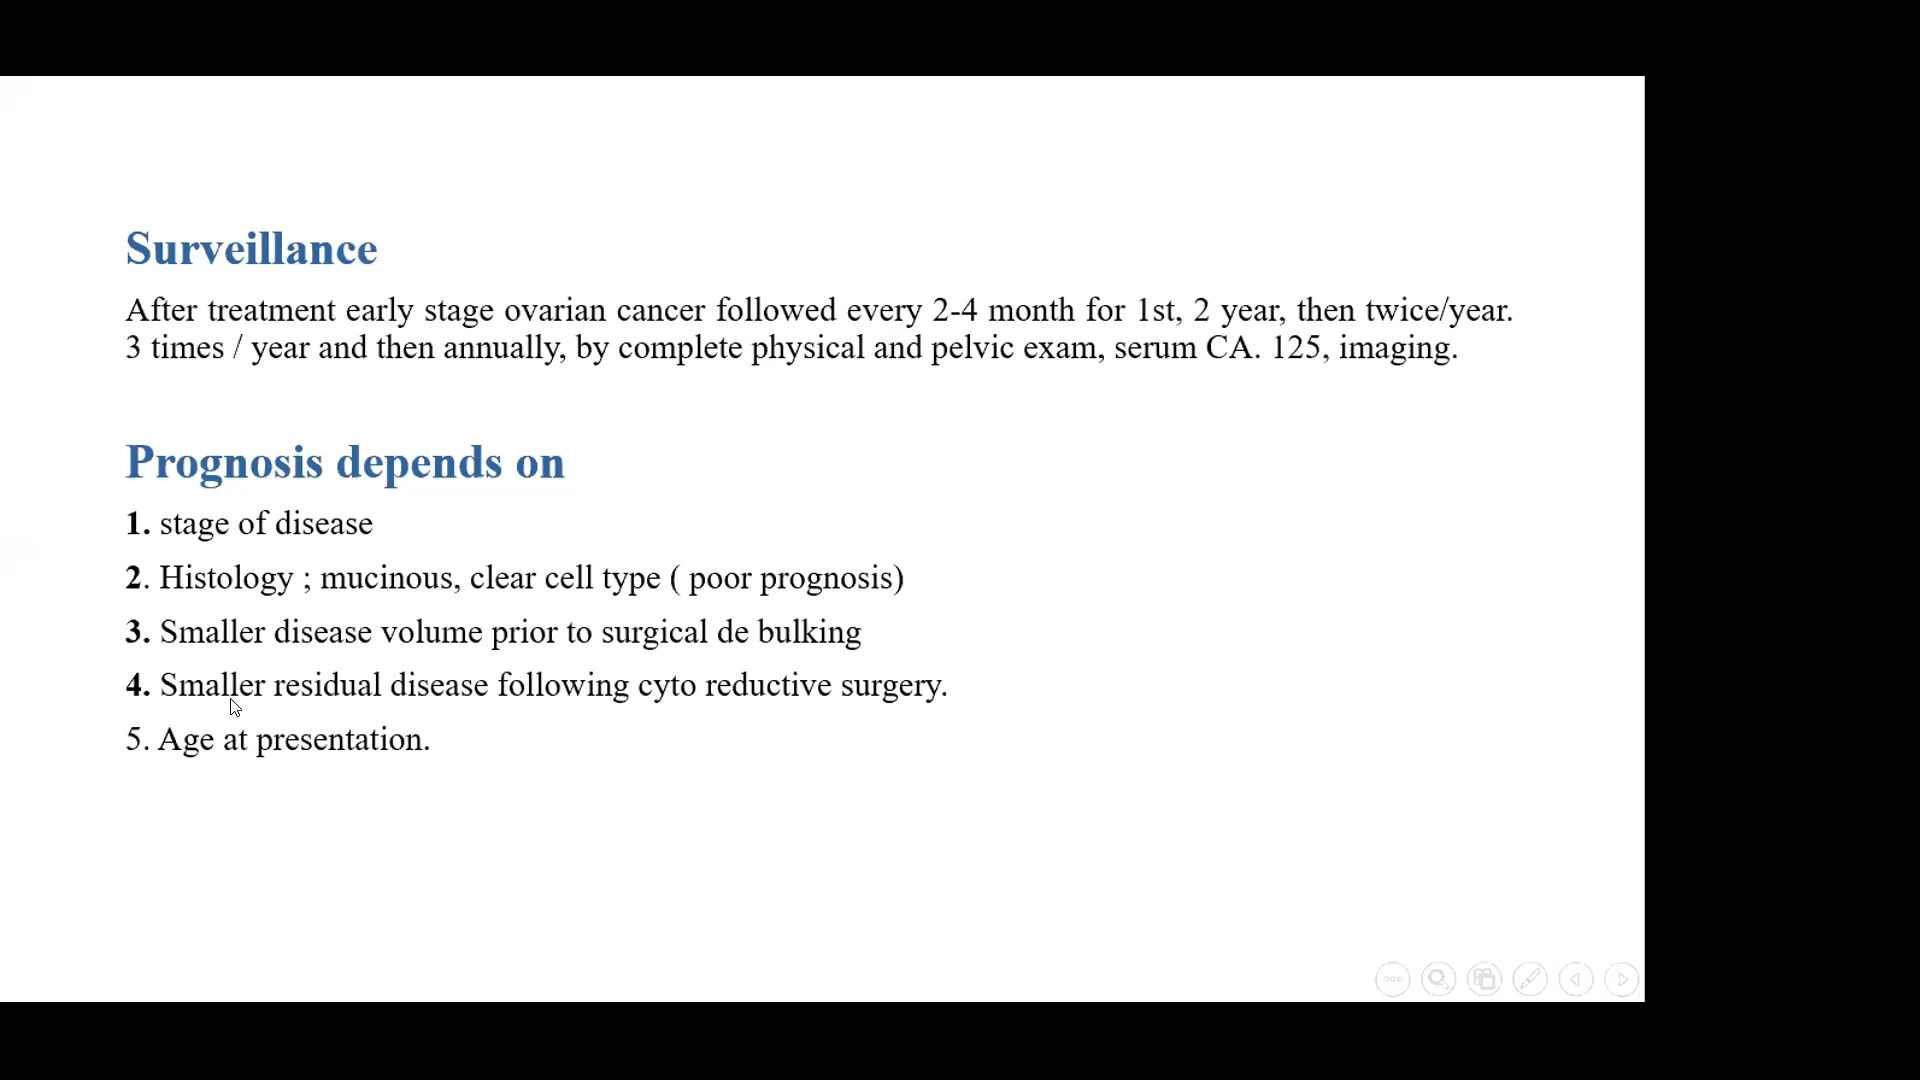 Surveillance
After treatment early stage ovarian cancer followed every 2-4 month for 1st, 2 year, then twice/year.
3 times / year and then annually, by complete physical and pelvic exam, serum CA. 125, imaging.
Prognosis depends on
1. stage of disease
2. Histology ; mucinous, clear cell type ( poor prognosis)
3. Smaller disease volume prior to surgical de bulking
4. Smaller residual disease following cyto reductive surgery.
5. Age at presentation.